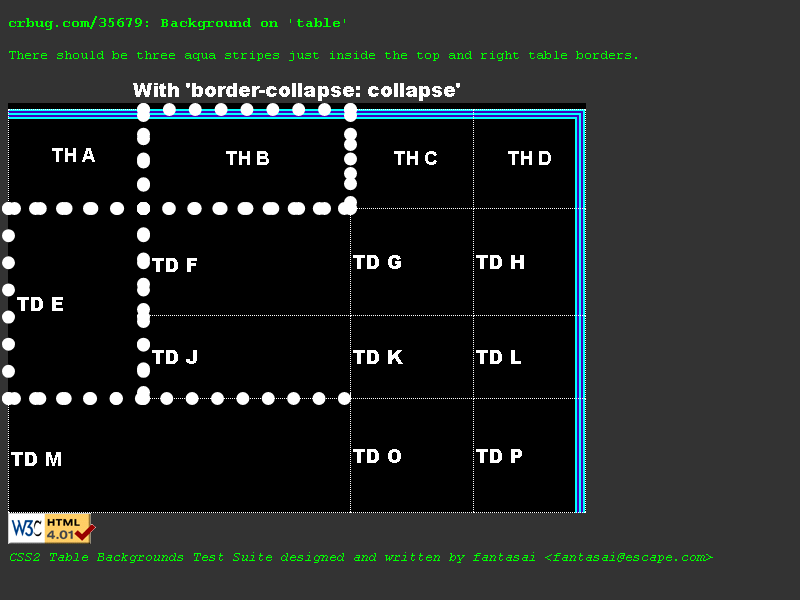 crbug.com/35679: Background on 'table'
There should be three aqua stripes just inside the top and right table borders.
With 'border-collapse: collapse'
TH A
TH B
TH C
TH D
TD E
TD F
TD G
TD H
TD J
TD K
TD L
TD M
TD O
TD P
W3C HTML 4.01
CSS2 Table Backgrounds Test Suite designed and written by fantasai <fantasai@escape.com>